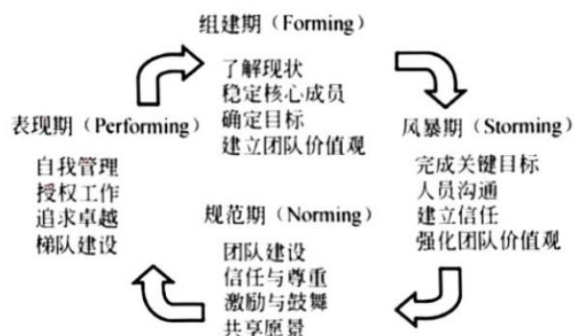 组建期（Forming）
了解现状
稳定核心成员
确定目标
建立团队价值观
风暴期（Storming）
完成关键目标
人员沟通
建立信任
强化团队价值观
规范期（Norming）
团队建设
信任与尊重
激励与鼓舞
共享愿景
表现期（Performing）
自我管理
授权工作
追求卓越
梯队建设